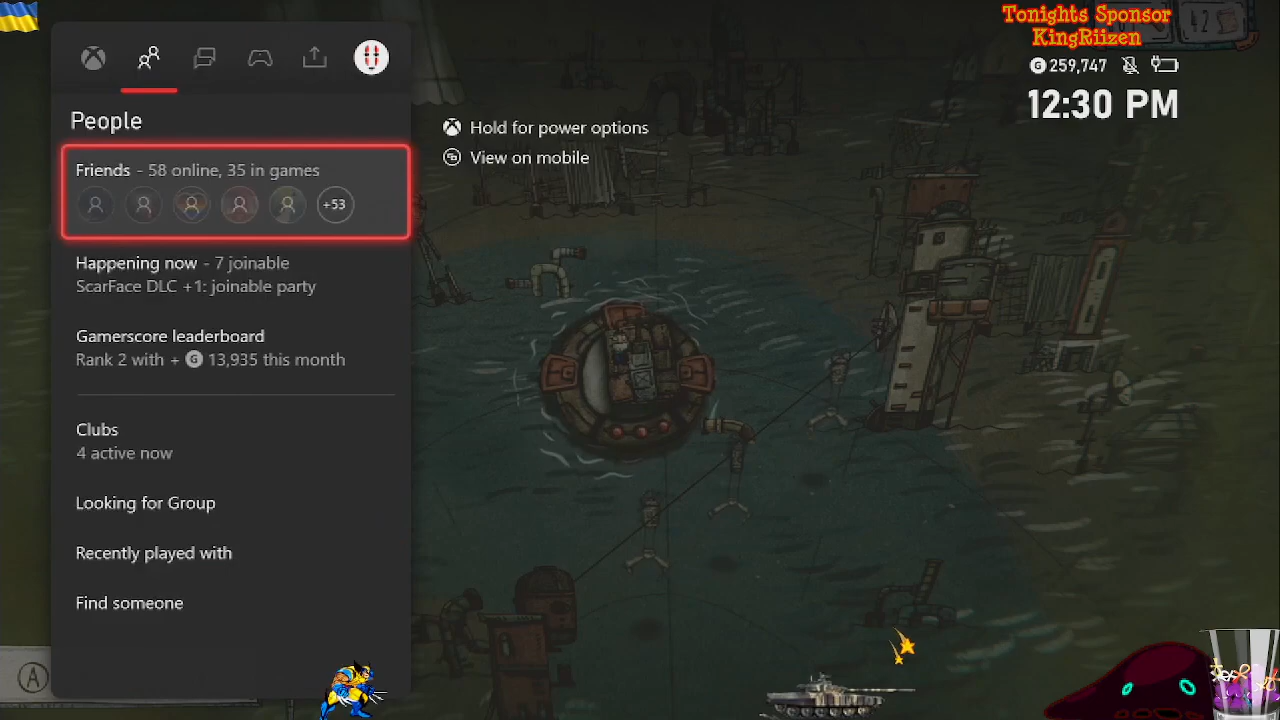 Tonights Sponsor
KingRiizen
G 259,747
12:30 PM
People
Friends - 58 online, 35 in games
+53
Happening now - 7 joinable
ScarFace DLC +1: joinable party
Gamerscore leaderboard
Rank 2 with + G 13,935 this month
Clubs
4 active now
Looking for Group
Recently played with
Find someone
Hold for power options
View on mobile
A